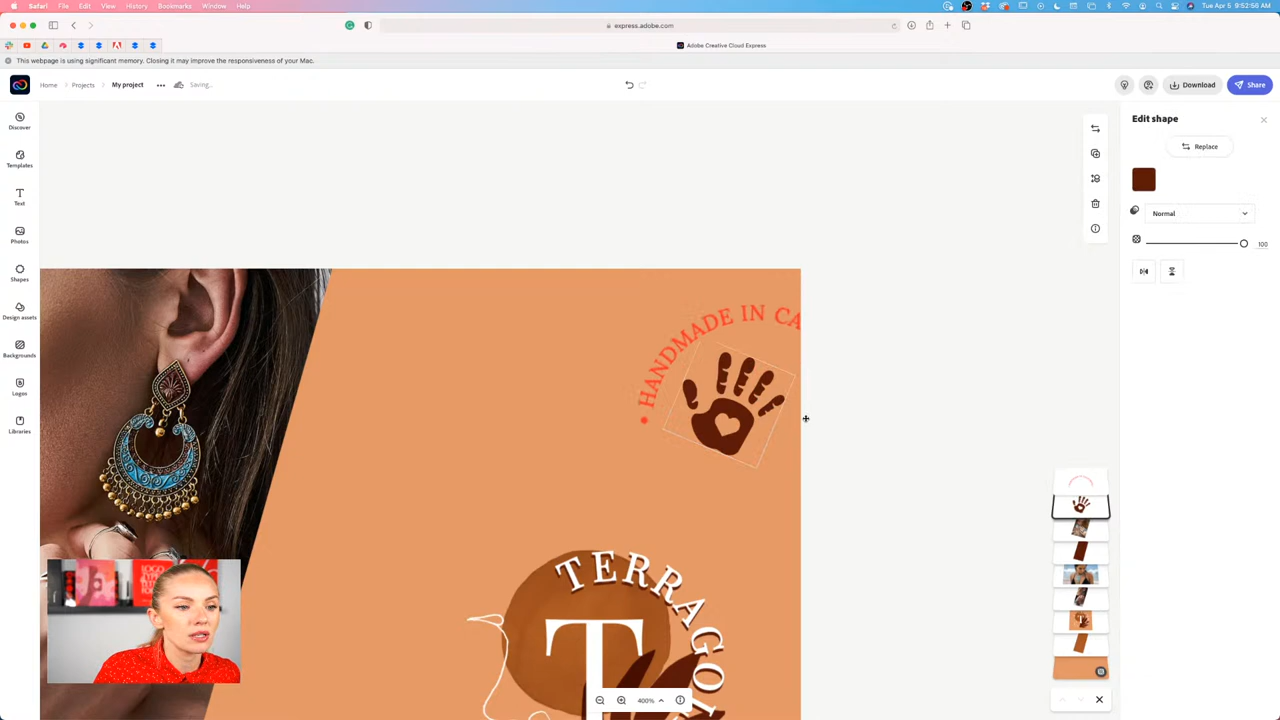 Safari File Edit View History Bookmarks Window Help
Tue Apr 5 9:52:58 AM
express.adobe.com
Adobe Creative Cloud Express
This webpage is using significant memory. Closing it may improve the responsiveness of your Mac.
Home Projects My project Saving..
Download
Share
Discover
Templates
Text
Photos
Shapes
Design assets
Backgrounds
Logos
Libraries
Edit shape
Replace
Normal
100
• HANDMADE IN CA
TERRAGO
T
400%
T